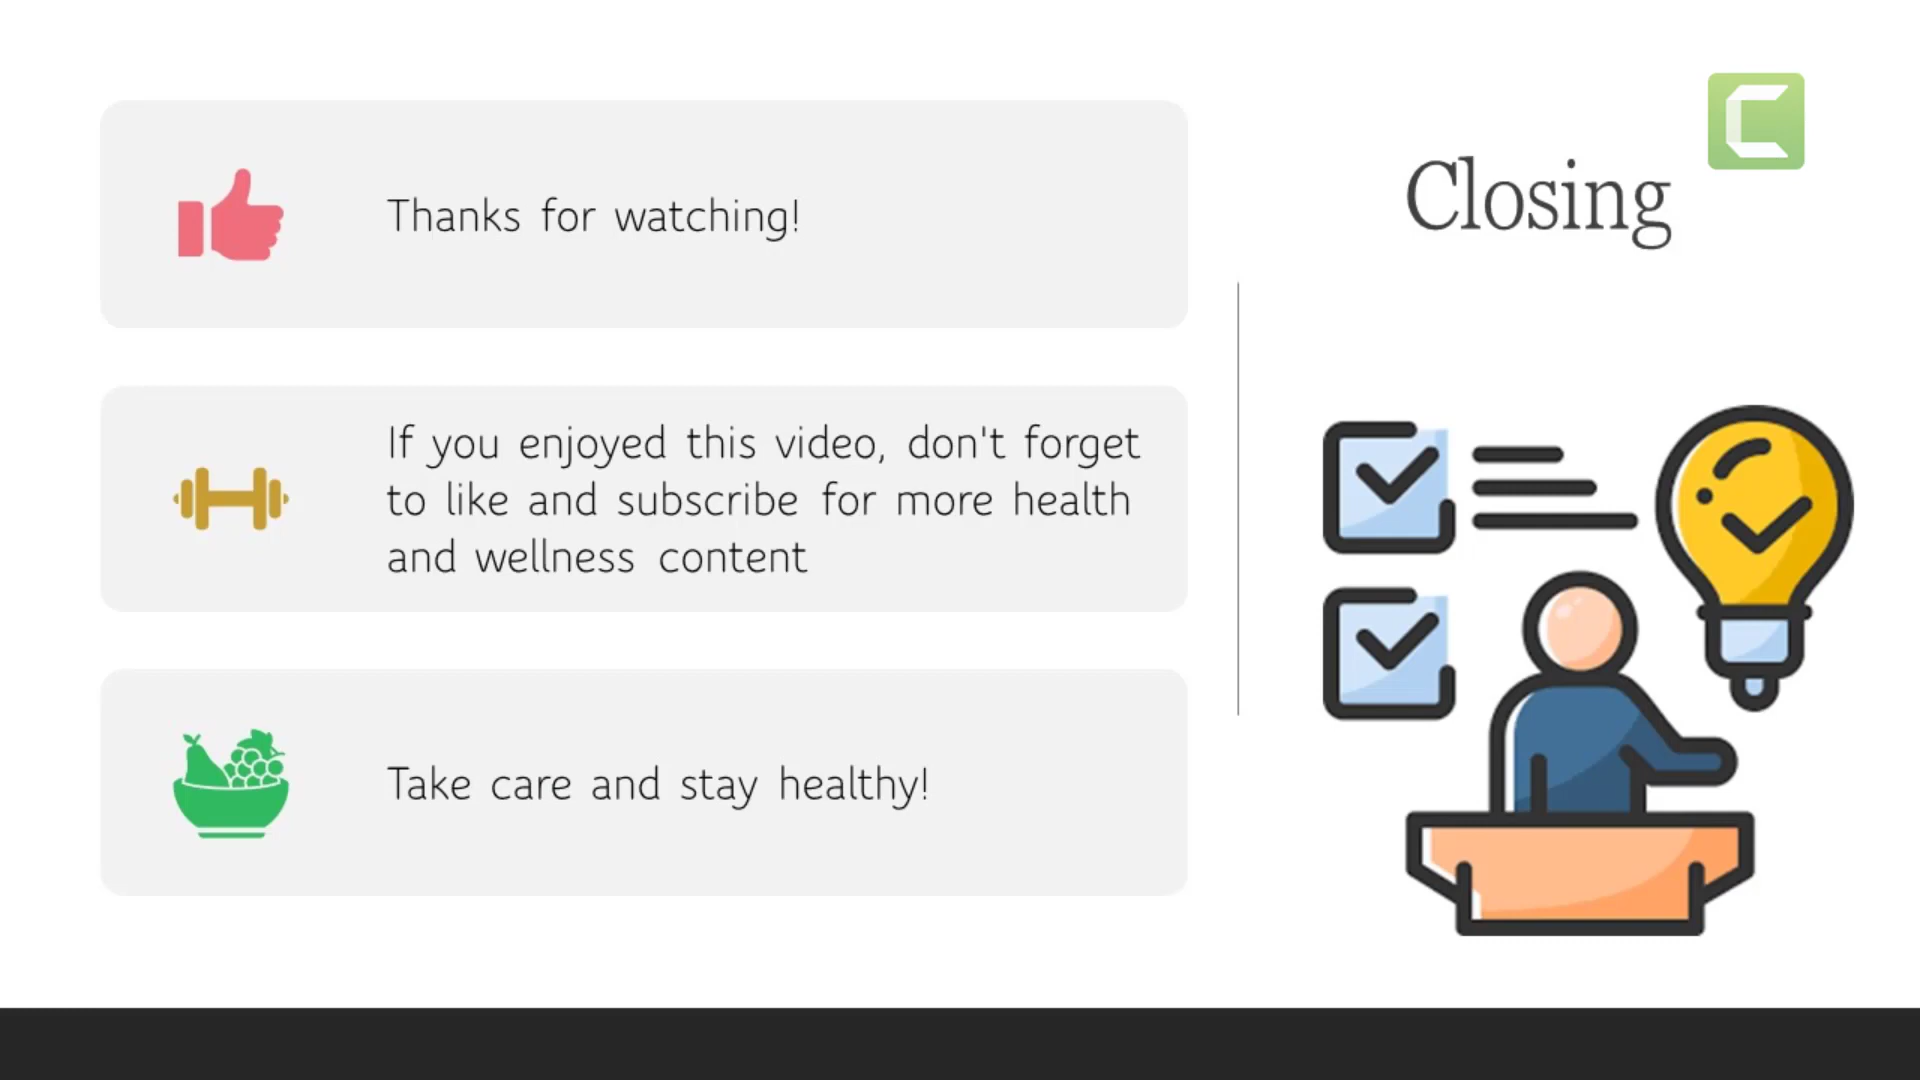 Closing
Thanks for watching!
If you enjoyed this video, don't forget
to like and subscribe for more health
and wellness content
Take care and stay healthy!